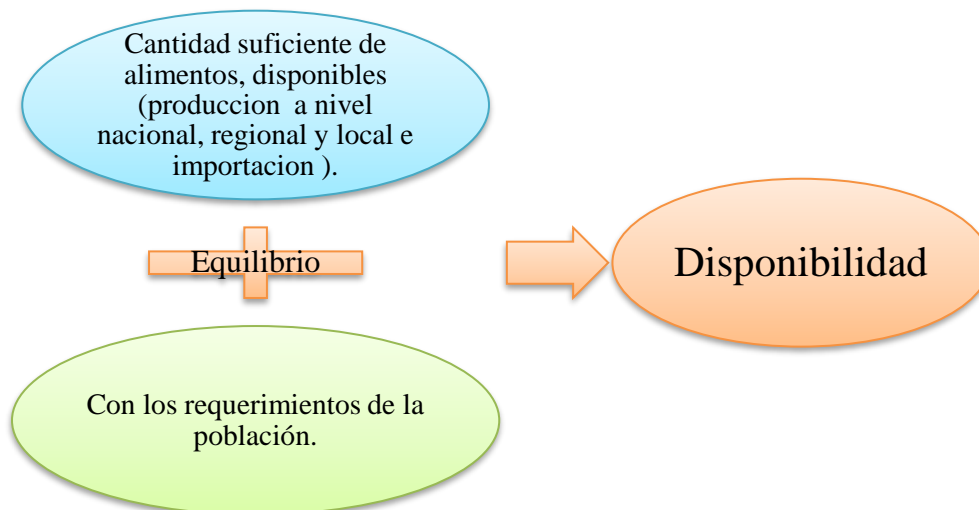 Cantidad suficiente de
alimentos, disponibles
(produccion a nivel
nacional, regional y local e
importacion ).
Equilibrio
Disponibilidad
Con los requerimientos de la
población.